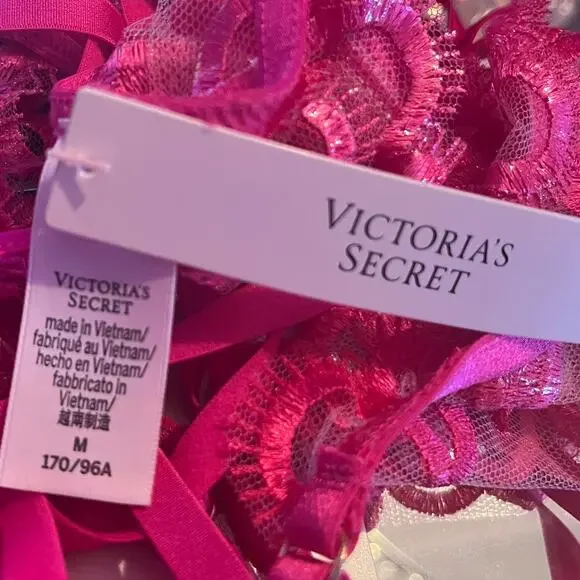 VICTORIA'S
SECRET
VICTORIA'S
SECRET
made in Vietnam/
fabriqué au Vietnam/
hecho en Vietnam/
fabbricato in
Vietnam/
越南制造
M
170/96A